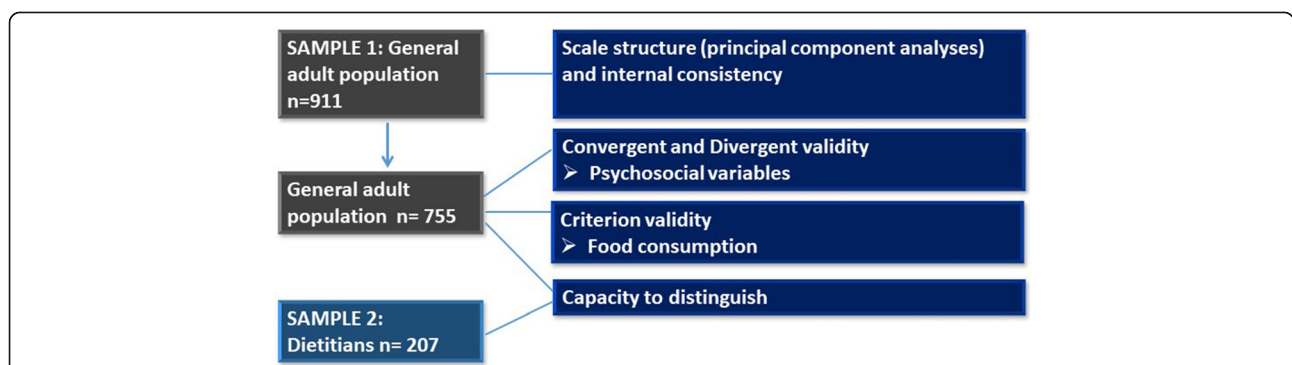 SAMPLE 1: General
adult population
n=911
Scale structure (principal component analyses)
and internal consistency
General adult
population n= 755
Convergent and Divergent validity
➢ Psychosocial variables
Criterion validity
➢ Food consumption
Capacity to distinguish
SAMPLE 2:
Dietitians n= 207